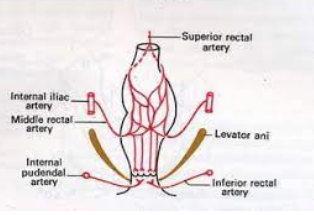 Superior rectal
artery
Internal iliac
artery
Middle rectal
artery
Levator ani
Internal
pudendal
artery
Inferior rectal
artery